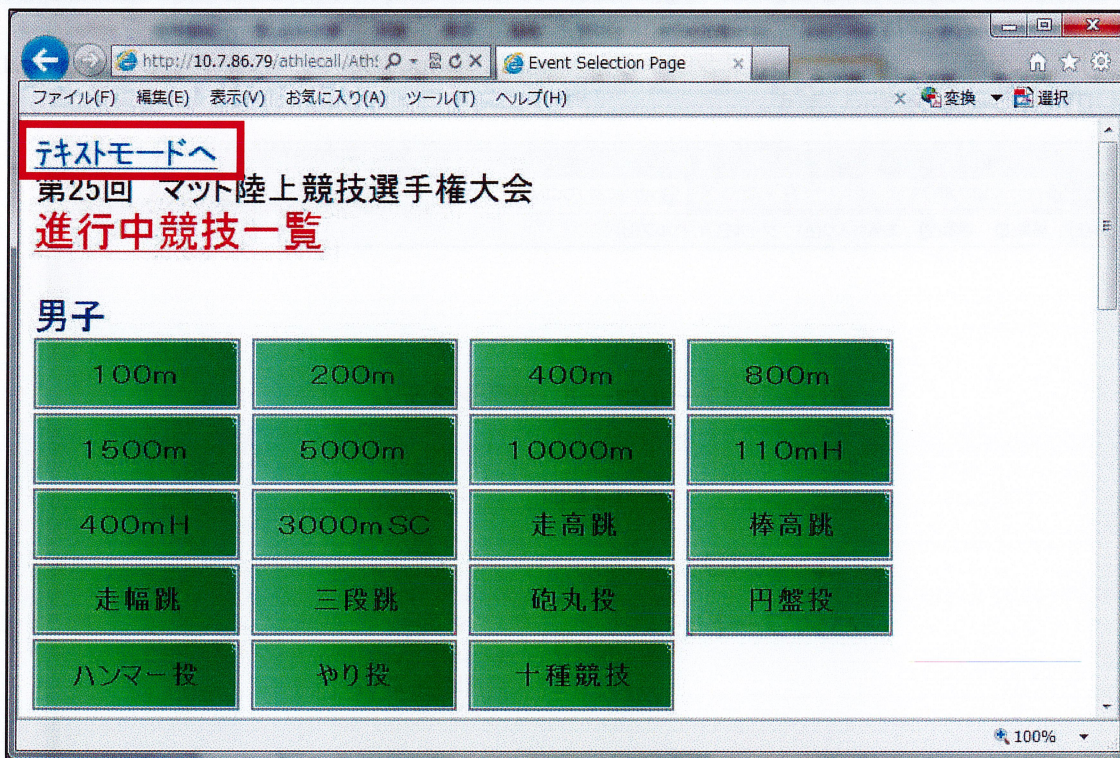 http://10.7.86.79/athlecall/Ath
Event Selection Page
ファイル(F) 編集(E) 表示(V) お気に入り(A) ツール(T) ヘルプ(H)
変換 選択
テキストモードへ
第25回 マット陸上競技選手権大会
進行中競技一覧
男子
100m 200m 400m 800m
1500m 5000m 10000m 110mH
400mH 3000mSC 走高跳 棒高跳
走幅跳 三段跳 砲丸投 円盤投
ハンマー投 やり投 十種競技
100%